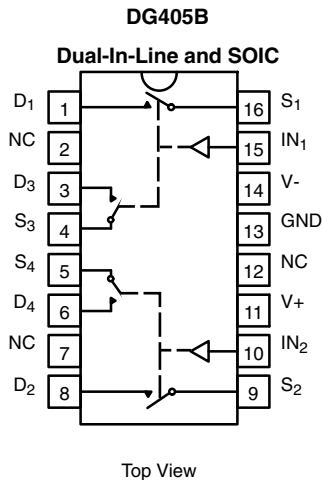 DG405B
Dual-In-Line and SOIC
D1 1 16 S1
NC 2 15 IN1
D3 3 14 V-
S3 4 13 GND
S4 5 12 NC
D4 6 11 V+
NC 7 10 IN2
D2 8 9 S2
Top View